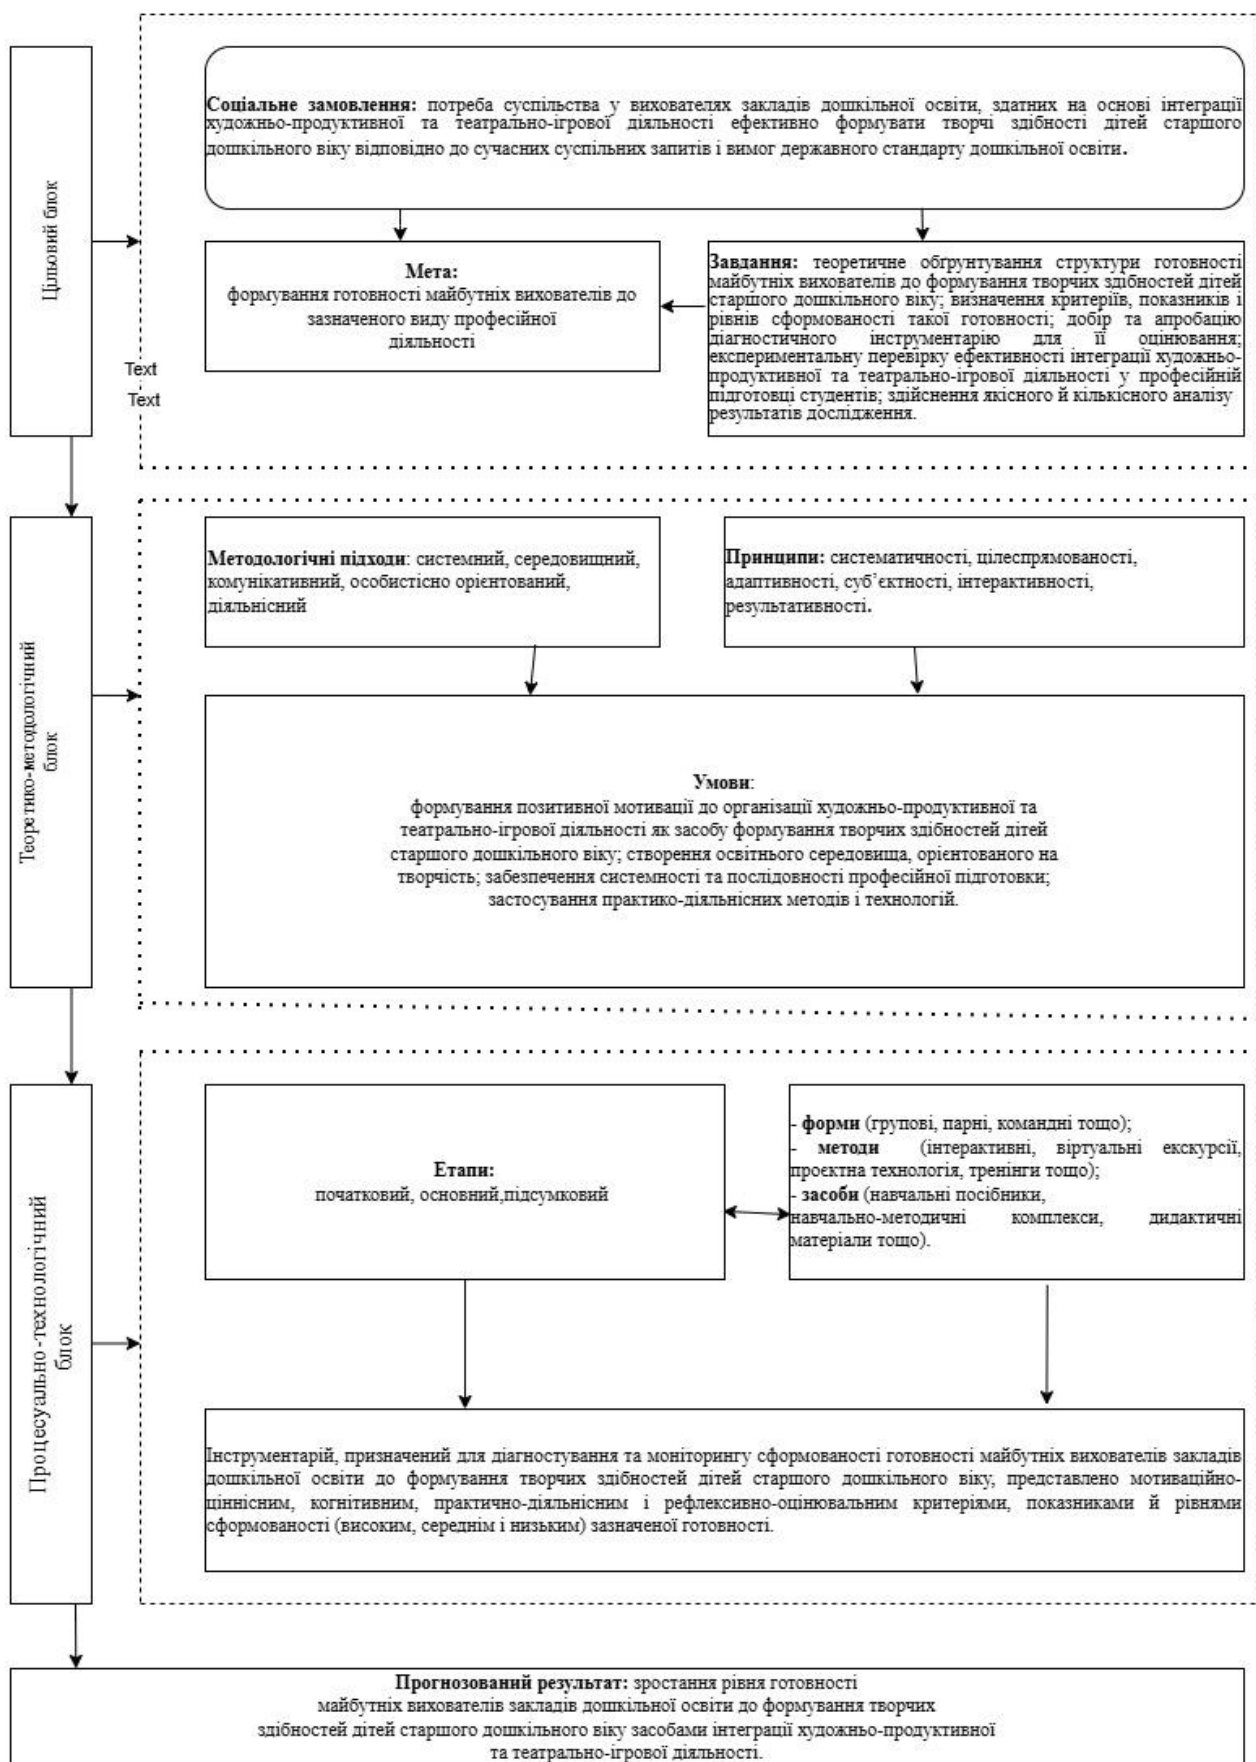 Цільовий блок
Соціальне замовлення: потреба суспільства у вихователях закладів дошкільної освіти, здатних на основі інтеграції
художньо-продуктивної та театрально-ігрової діяльності ефективно формувати творчі здібності дітей старшого
дошкільного віку відповідно до сучасних суспільних запитів і вимог державного стандарту дошкільної освіти.
Мета:
формування готовності майбутніх вихователів до
зазначеного виду професійної
діяльності
Завдання: теоретичне обґрунтування структури готовності
майбутніх вихователів до формування творчих здібностей дітей
старшого дошкільного віку; визначення критеріїв, показників і
рівнів сформованості такої готовності; добір та апробацію
діагностичного інструментарію для її оцінювання;
експериментальну перевірку ефективності інтеграції художньо-
продуктивної та театрально-ігрової діяльності у професійній
підготовці студентів; здійснення якісного й кількісного аналізу
результатів дослідження.
Text
Text
Теоретико-методологічний
блок
Методологічні підходи: системний, середовищний,
комунікативний, особистісно орієнтований,
діяльнісний
Принципи: систематичності, цілеспрямованості,
адаптивності, суб’єктності, інтерактивності,
результативності.
Умови:
формування позитивної мотивації до організації художньо-продуктивної та
театрально-ігрової діяльності як засобу формування творчих здібностей дітей
старшого дошкільного віку; створення освітнього середовища, орієнтованого на
творчість; забезпечення системності та послідовності професійної підготовки;
застосування практико-діяльнісних методів і технологій.
Процесуально-технологічний
блок
Етапи:
початковий, основний,підсумковий
- форми (групові, парні, командні тощо);
- методи (інтерактивні, віртуальні екскурсії,
проєктна технологія, тренінги тощо);
- засоби (навчальні посібники,
навчально-методичні комплекси, дидактичні
матеріали тощо).
Інструментарій, призначений для діагностування та моніторингу сформованості готовності майбутніх вихователів закладів
дошкільної освіти до формування творчих здібностей дітей старшого дошкільного віку, представлено мотиваційно-
ціннісним, когнітивним, практично-діяльнісним і рефлексивно-оцінювальним критеріями, показниками й рівнями
сформованості (високим, середнім і низьким) зазначеної готовності.
Прогнозований результат: зростання рівня готовності
майбутніх вихователів закладів дошкільної освіти до формування творчих
здібностей дітей старшого дошкільного віку засобами інтеграції художньо-продуктивної
та театрально-ігрової діяльності.